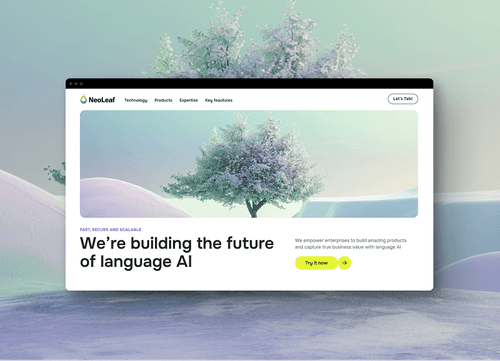 NeoLeaf
Technology Products Expertise Key feautures
Let's Talk!
FAST, SECURE AND SCALABLE
We're building the future
of language AI
We empower enterprises to build amazing products
and capture true business value with language AI
Try it now